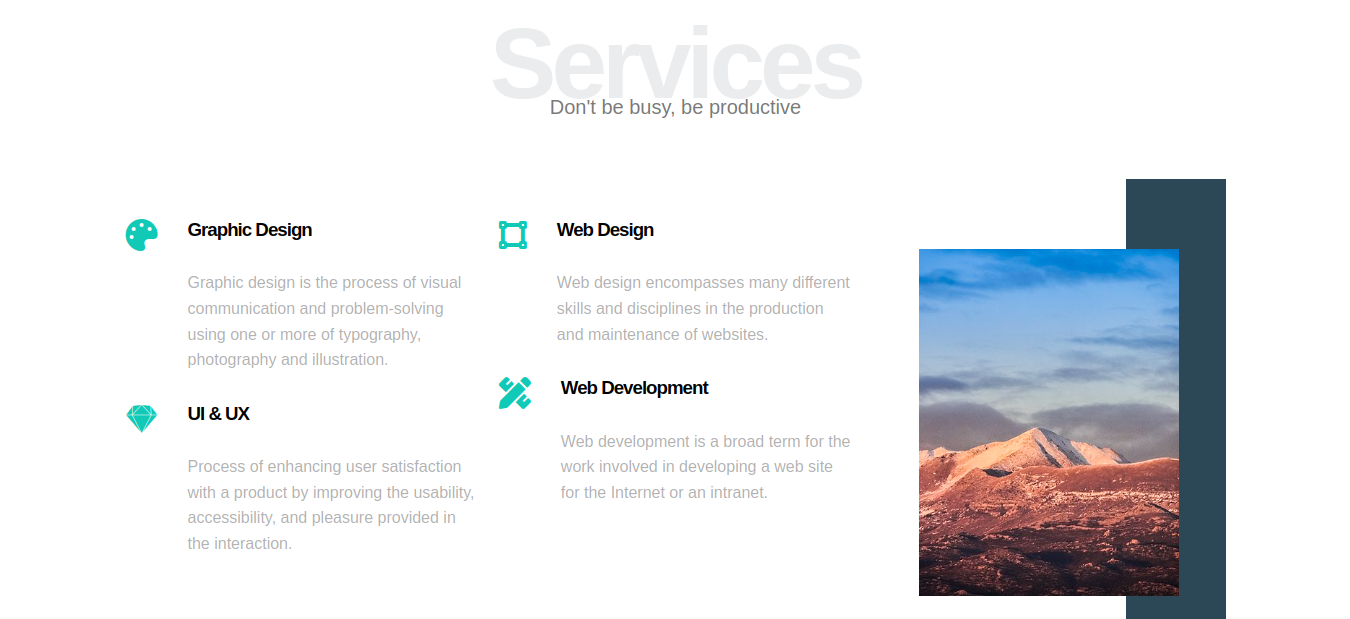 Services
Don't be busy, be productive
Graphic Design
Graphic design is the process of visual
communication and problem-solving
using one or more of typography,
photography and illustration.
UI & UX
Process of enhancing user satisfaction
with a product by improving the usability,
accessibility, and pleasure provided in
the interaction.
Web Design
Web design encompasses many different
skills and disciplines in the production
and maintenance of websites.
Web Development
Web development is a broad term for the
work involved in developing a web site
for the Internet or an intranet.